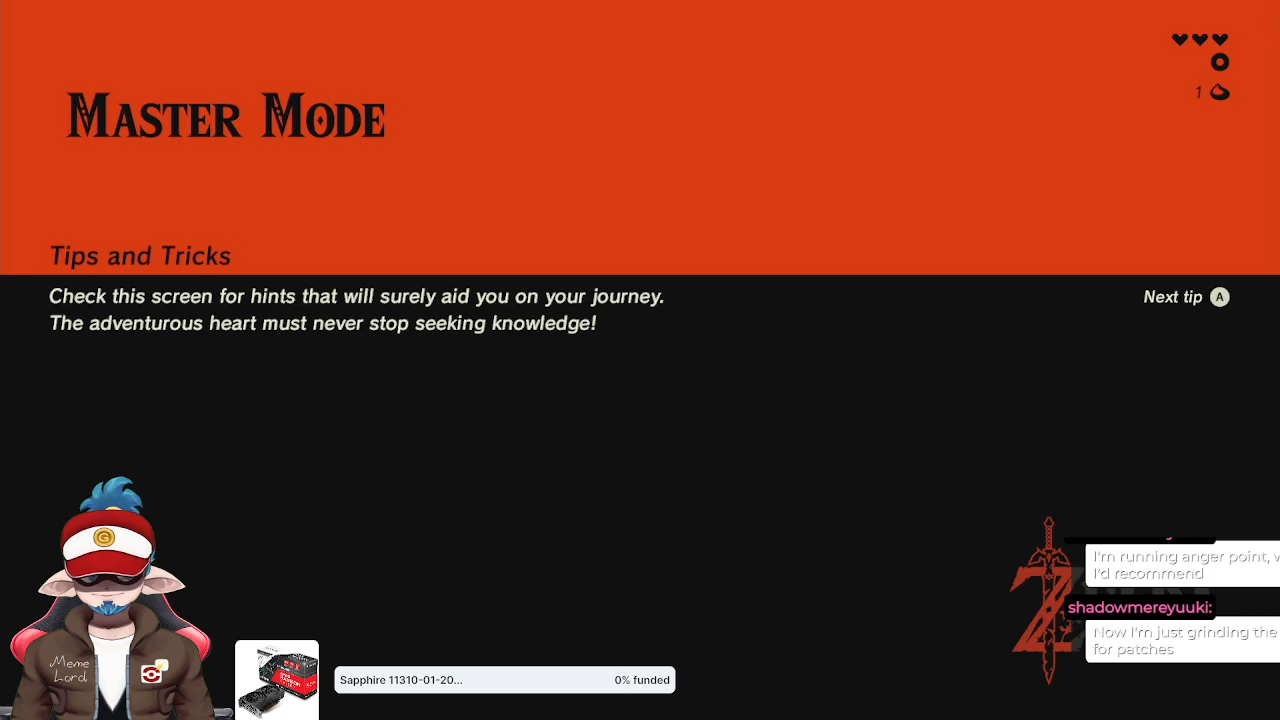 Master Mode
1
Tips and Tricks
Check this screen for hints that will surely aid you on your journey.
The adventurous heart must never stop seeking knowledge!
Next tip A
I'm running anger point,
I'd recommend
shadowmereyuuki:
Now I'm just grinding the
for patches
Meme
Lord
G
Sapphire 11310-01-20...
0% funded
Z